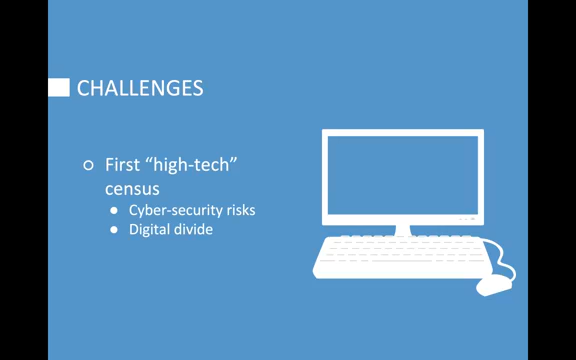 CHALLENGES
First “high-tech”
census
Cyber-security risks
Digital divide